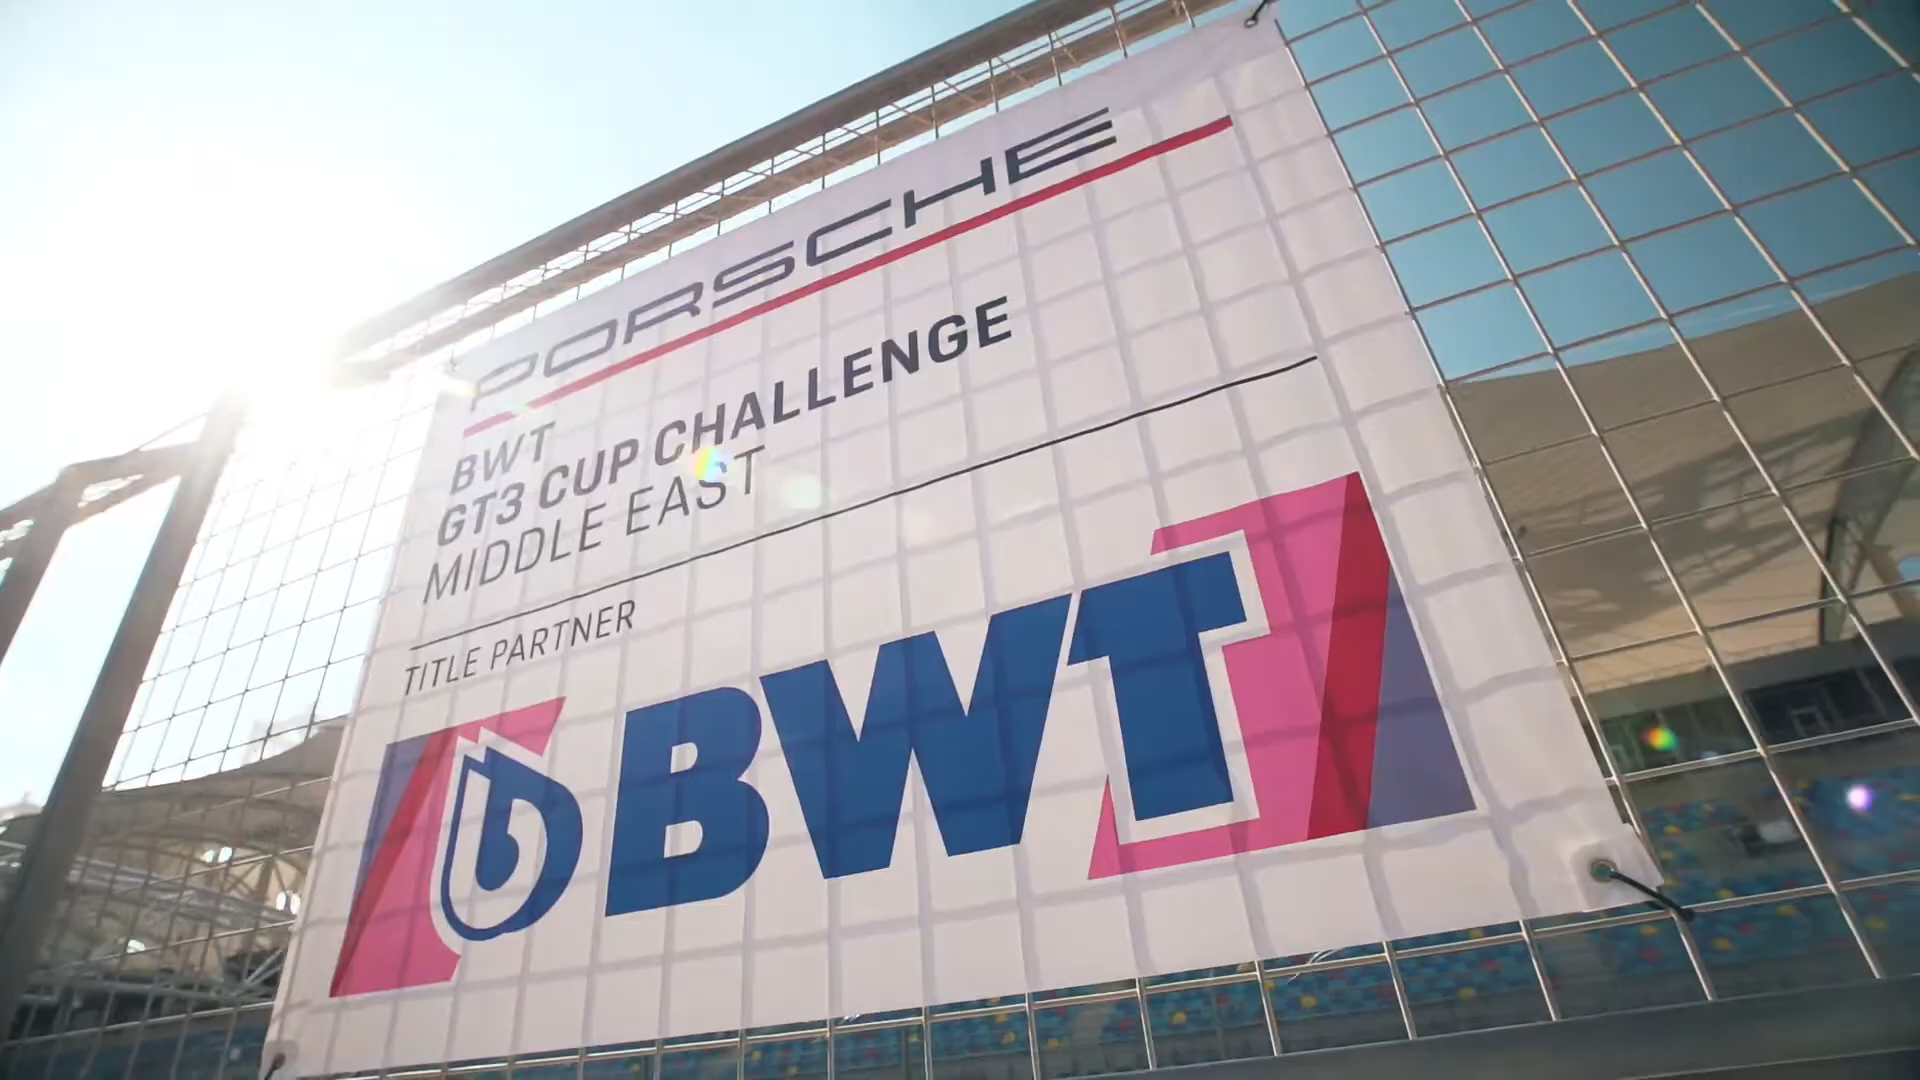 PORSCHE
BWT
GT3 CUP CHALLENGE
MIDDLE EAST
TITLE PARTNER
BWT